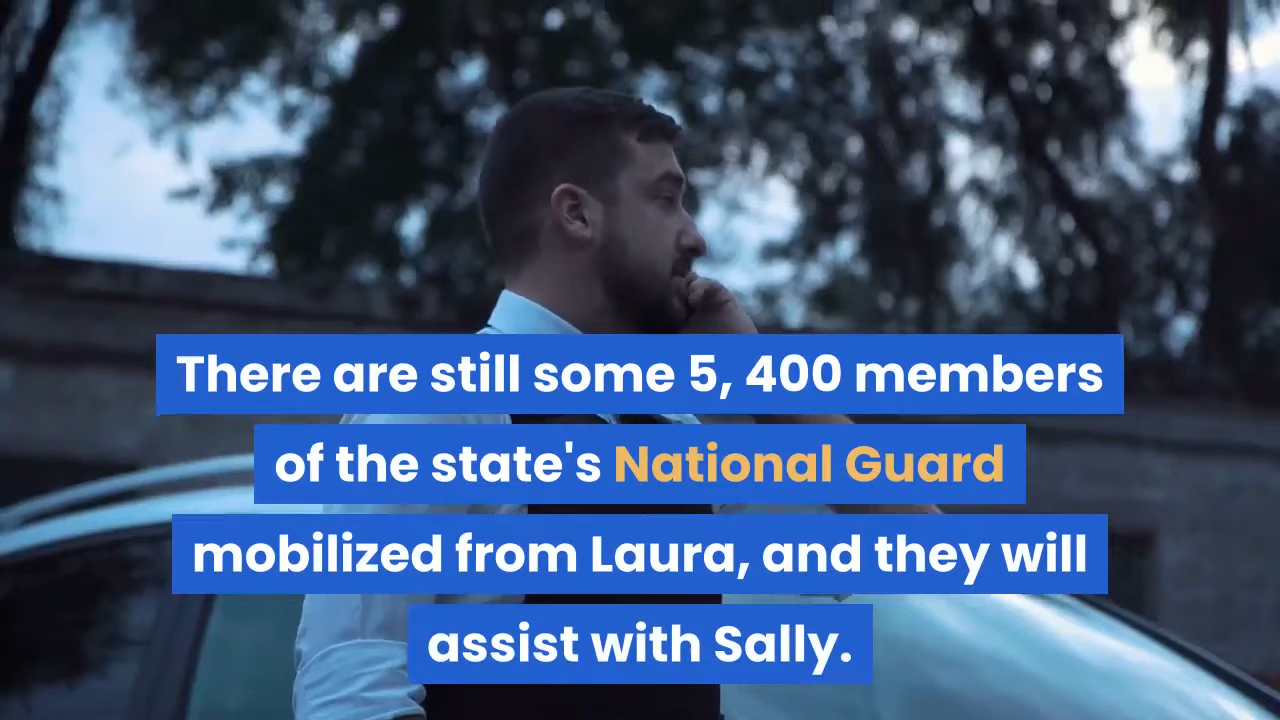 There are still some 5, 400 members
of the state's National Guard
mobilized from Laura, and they will
assist with Sally.